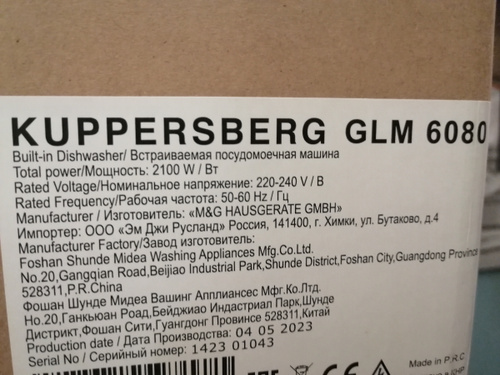 KUPPERSBERG GLM 6080
Built-in Dishwasher/ Встраиваемая посудомоечная машина
Total power/Мощность: 2100 W / Вт
Rated Voltage/Номинальное напряжение: 220-240 V / В
Rated Frequency/Рабочая частота: 50-60 Hz / Гц
Manufacturer / Изготовитель: «M&G HAUSGERATE GMBH»
Импортер: ООО «Эм Джи Русланд» Россия, 141400, г. Химки, ул. Бутаково, д.4
Manufacturer Factory/Завод изготовитель:
Foshan Shunde Midea Washing Appliances Mfg.Co.Ltd.
No.20,Gangqian Road,Beijiao Industrial Park,Shunde District,Foshan City,Guangdong Province
528311,P.R.China
Фошан Шунде Мидеа Вашинг Апплиансес Мфг.Ко.Лтд.
Но.20,Ганкьюан Роад,Бейджиао Индастриал Парк,Шунде
Дистрикт,Фошан Сити,Гуангдонг Провинсе 528311,Китай
Production date / Дата Производства: 04 05 2023
Serial No / Серийный номер: 1423 01043
EAC CE
Made in P.R.C